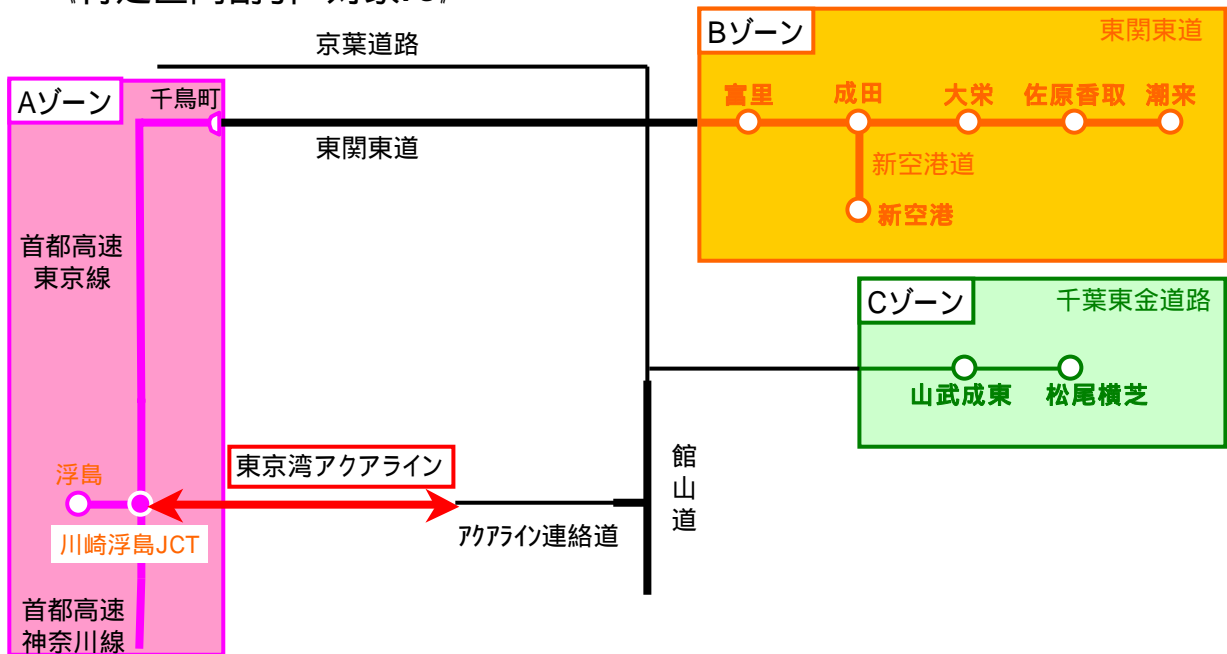 京葉道路
Bゾーン
東関東道
Aゾーン
千鳥町
富里
成田
大栄
佐原香取
潮来
東関東道
新空港道
新空港
首都高速
東京線
Cゾーン
千葉東金道路
山武成東
松尾横芝
東京湾アクアライン
館山道
浮島
川崎浮島JCT
アクアライン連絡道
首都高速
神奈川線